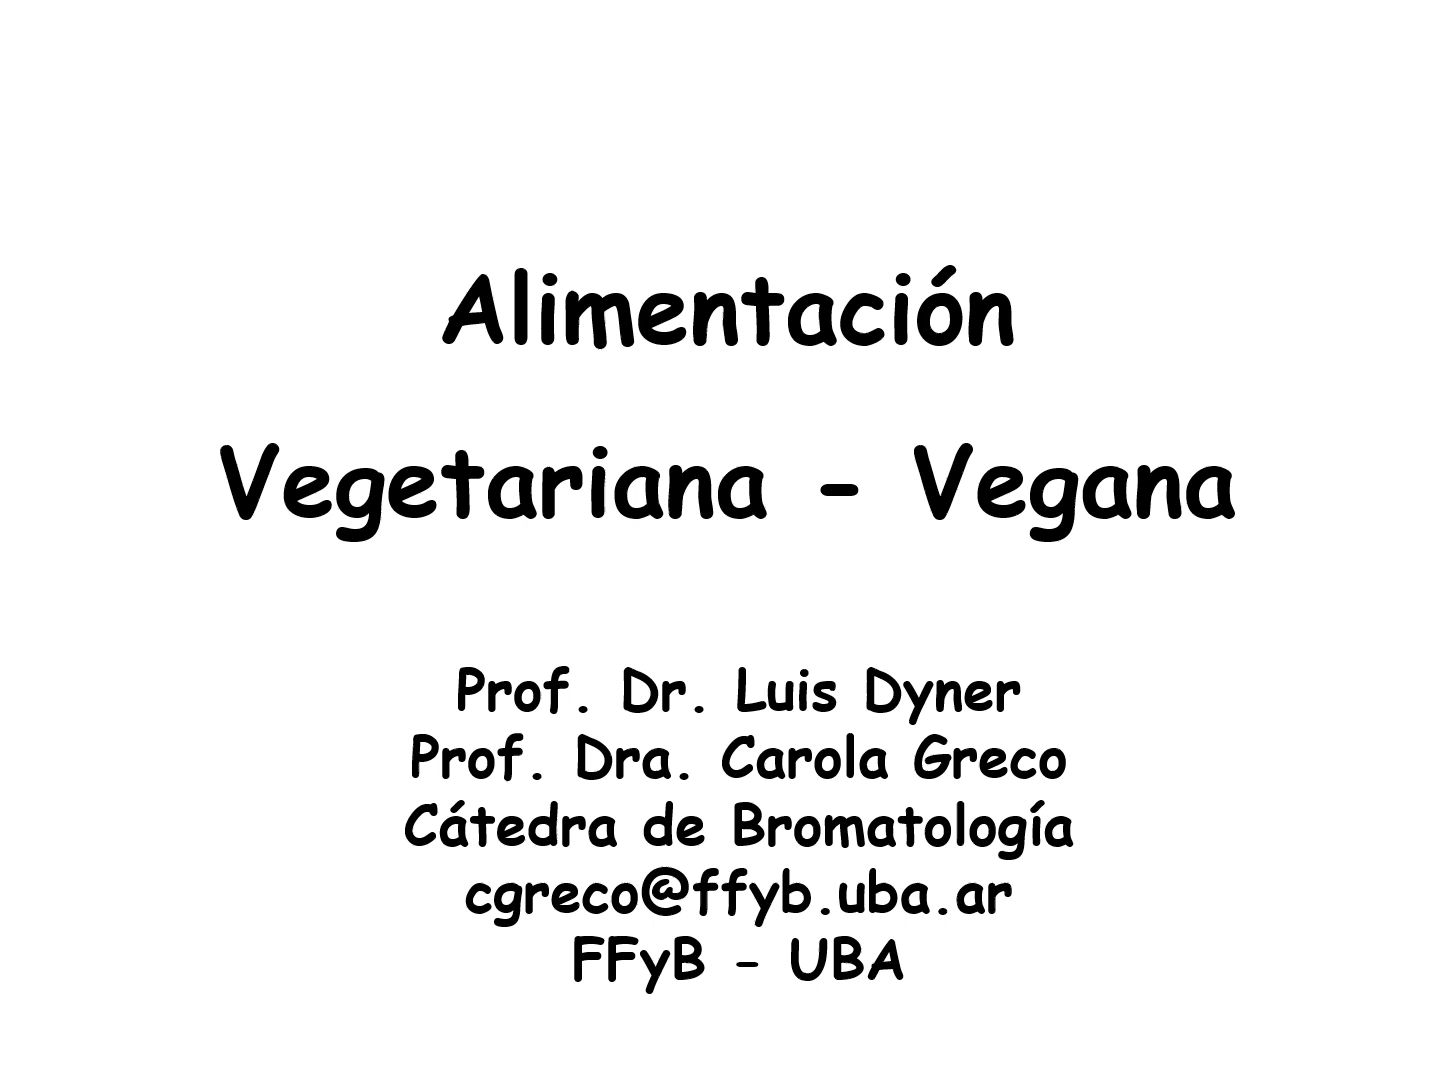 Alimentación
Vegetariana - Vegana
Prof. Dr. Luis Dyner
Prof. Dra. Carola Greco
Cátedra de Bromatología
cgreco@ffyb.uba.ar
FFyB - UBA